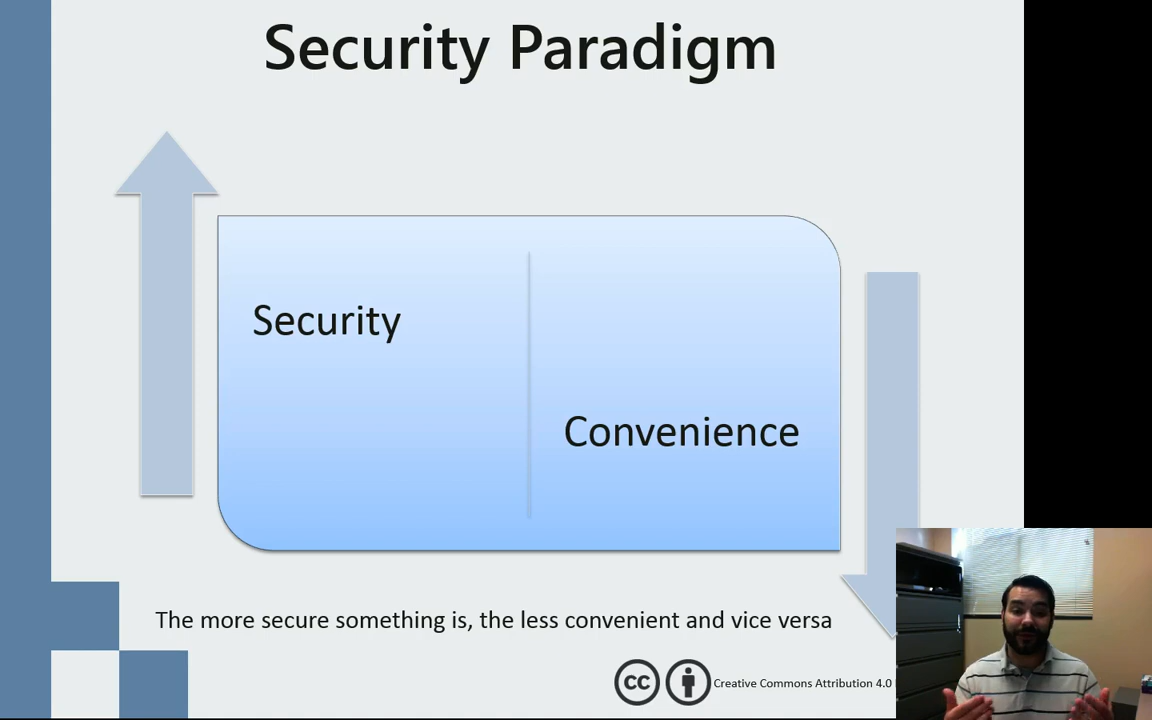 Security Paradigm
Security
Convenience
The more secure something is, the less convenient and vice versa
cc
Creative Commons Attribution 4.0